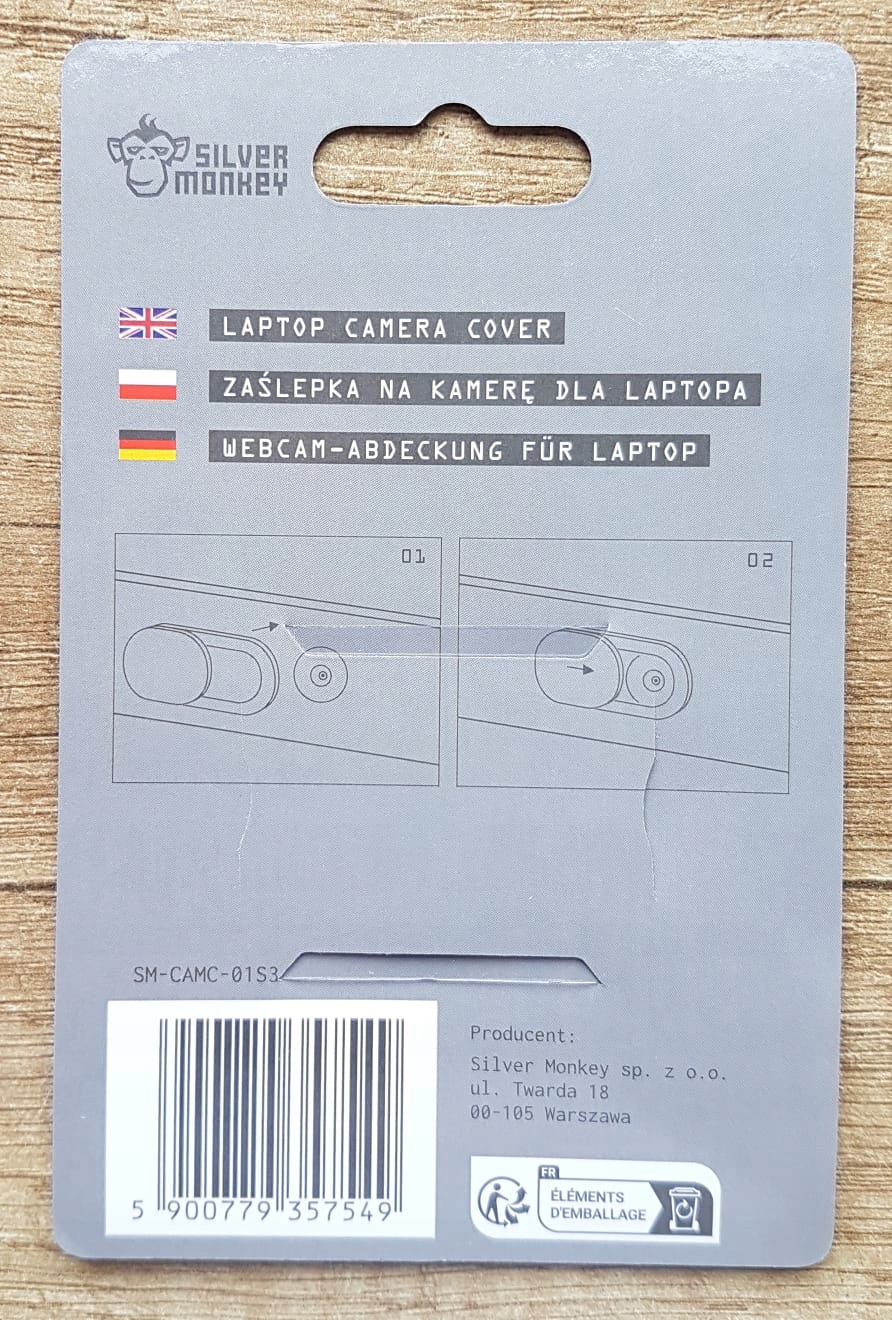 SILVER
MONKEY
LAPTOP CAMERA COVER
ZAŚLEPKA NA KAMERĘ DLA LAPTOPA
WEBCAM-ABDECKUNG FÜR LAPTOP
01
02
SM-CAMC-01S3
5 900779 357549
Producent:
Silver Monkey sp. z o.o.
ul. Twarda 18
00-105 Warszawa
FR
ÉLÉMENTS
D'EMBALLAGE